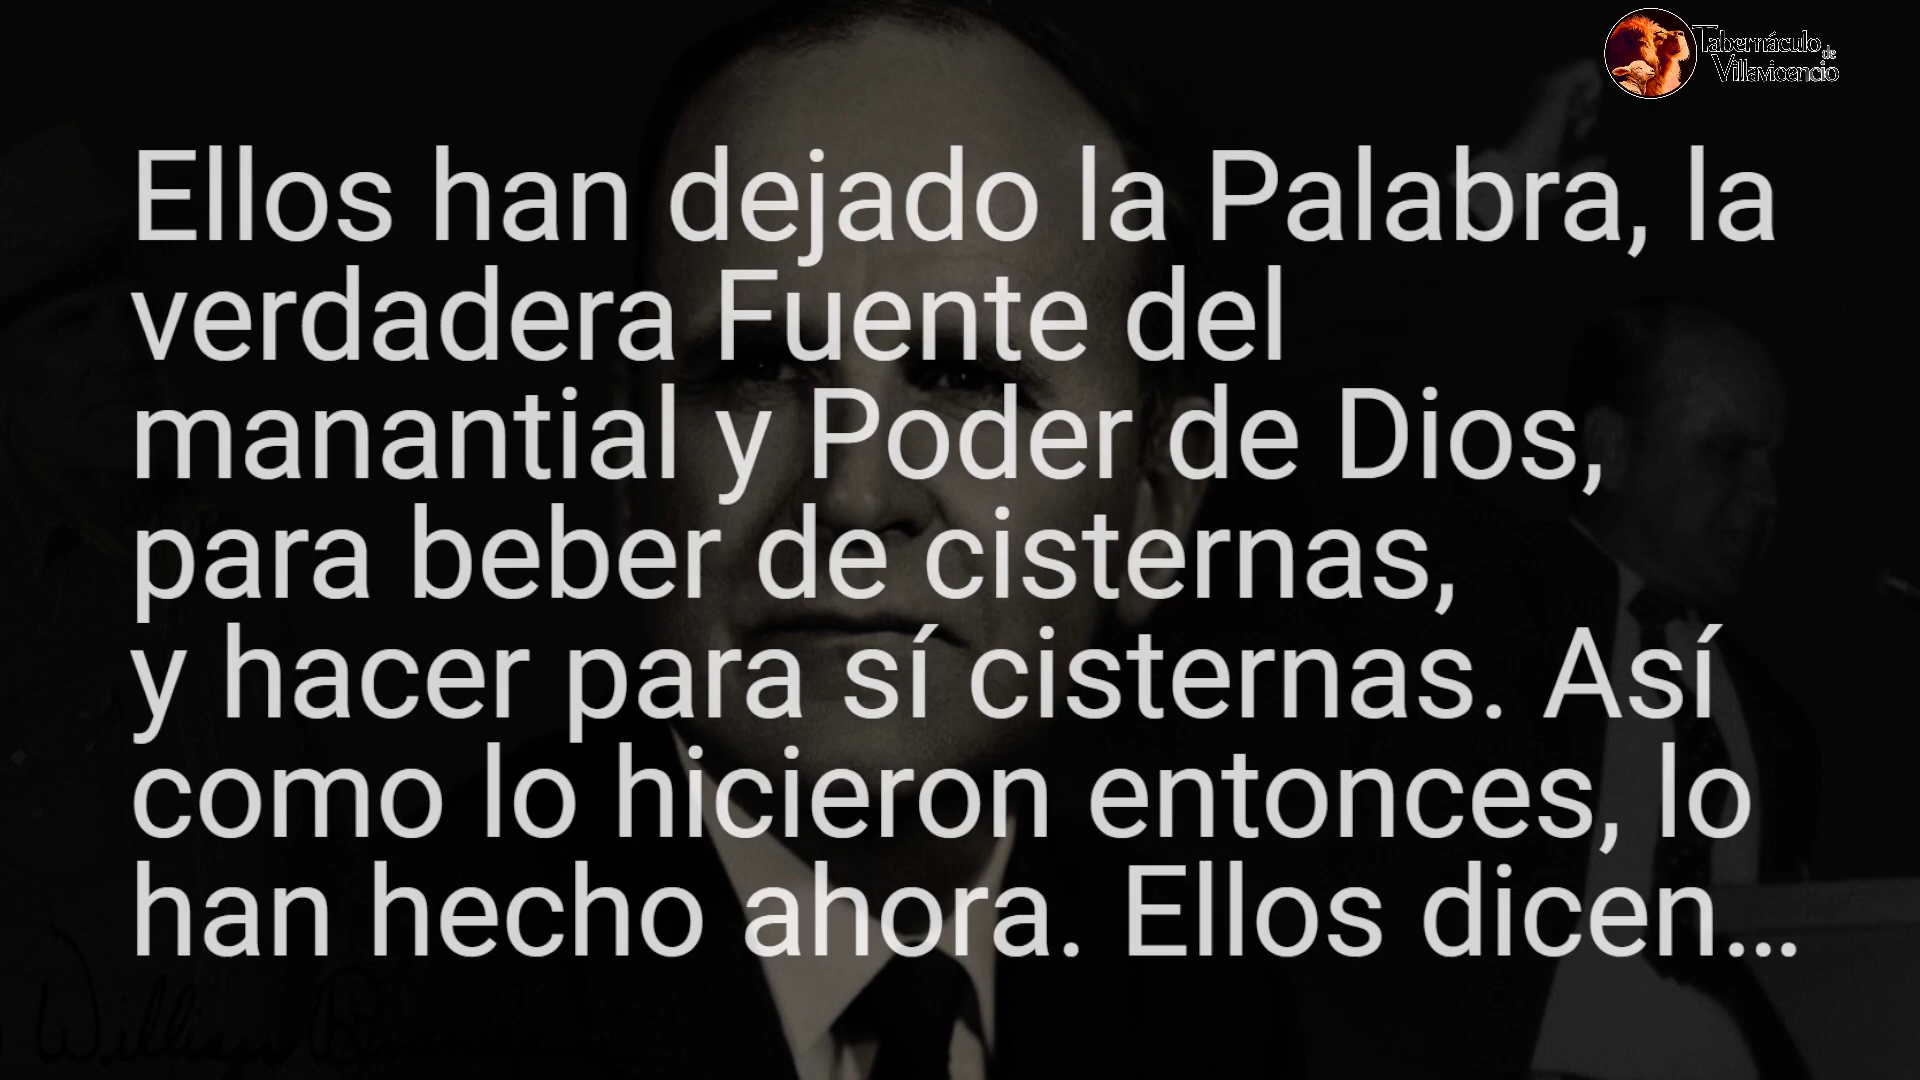 Tabernáculo de
Villavicencio
Ellos han dejado la Palabra, la
verdadera Fuente del
manantial y Poder de Dios,
para beber de cisternas,
y hacer para sí cisternas. Así
como lo hicieron entonces, lo
han hecho ahora. Ellos dicen...
William